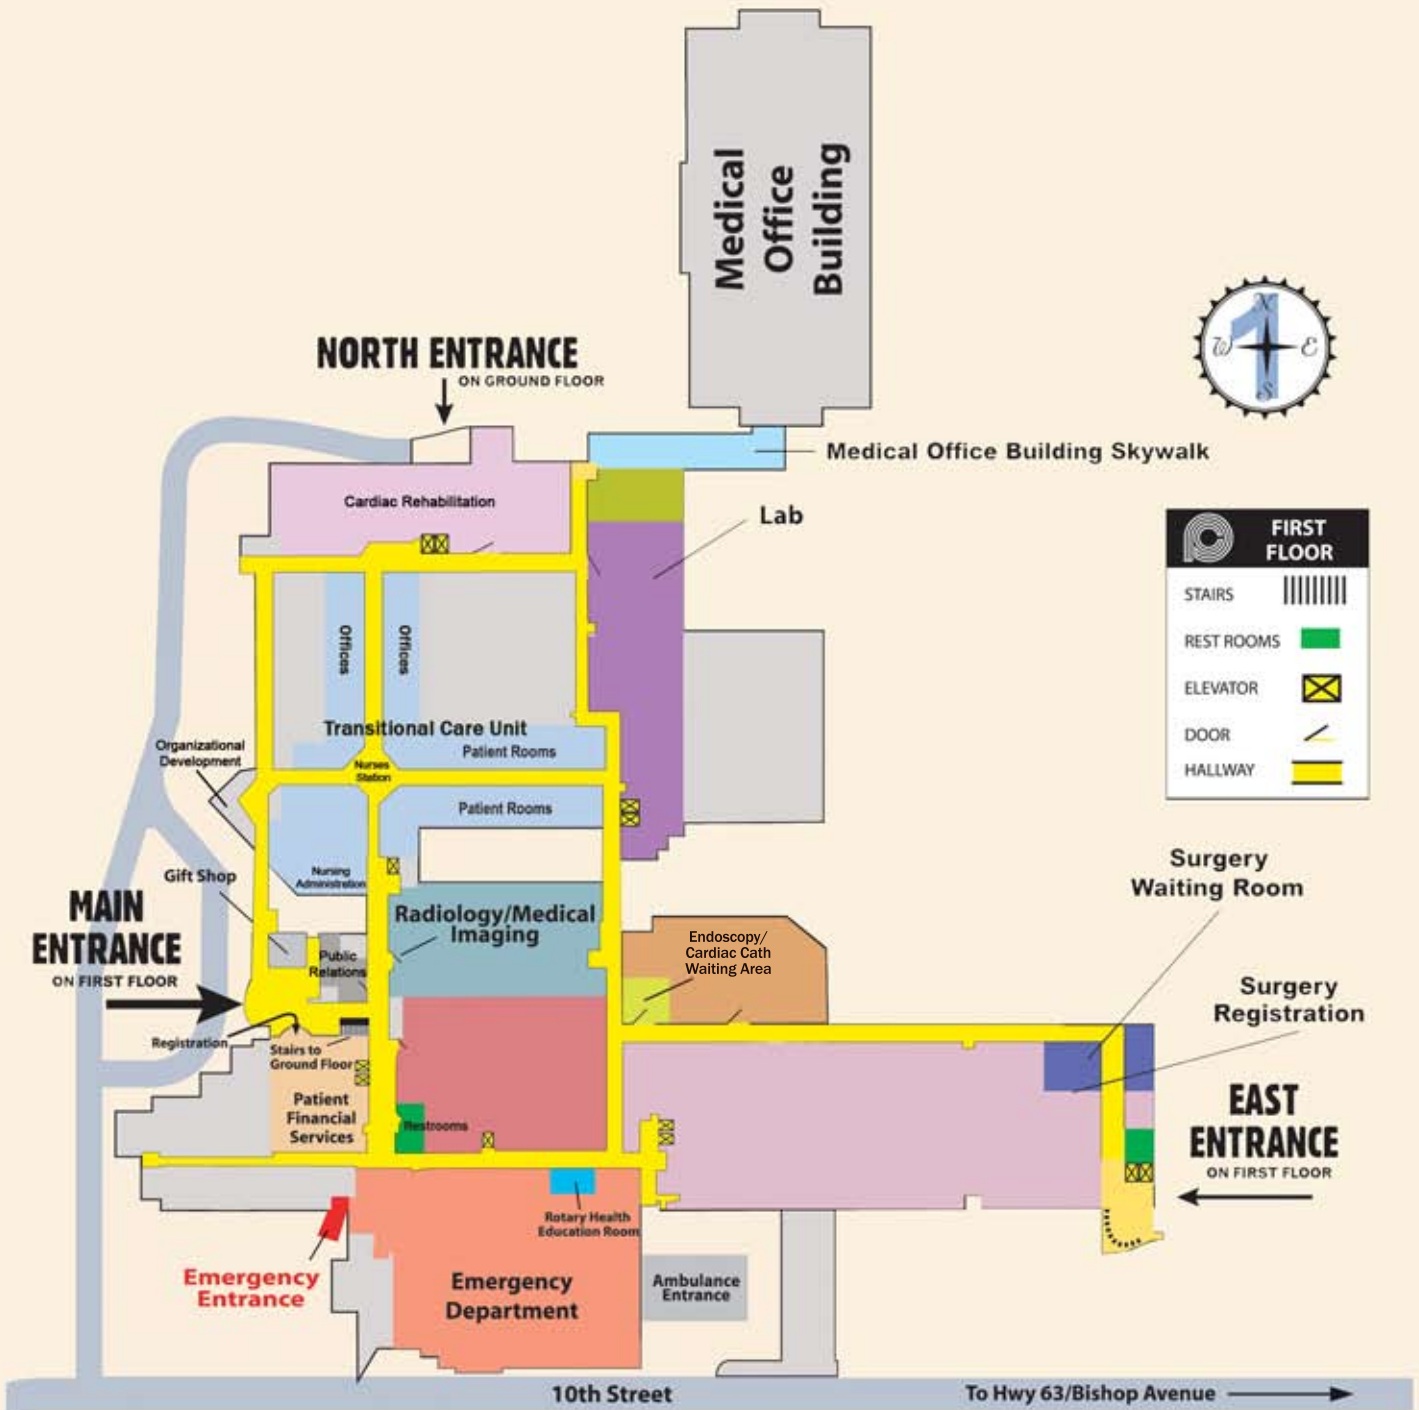 Medical
Office
Building
N
W
E
S
1
NORTH ENTRANCE
ON GROUND FLOOR
Medical Office Building Skywalk
Cardiac Rehabilitation
Lab
FIRST
FLOOR
STAIRS
REST ROOMS
ELEVATOR
DOOR
HALLWAY
Offices
Offices
Transitional Care Unit
Organizational
Development
Patient Rooms
Nurses
Station
Patient Rooms
Gift Shop
Nursing
Administration
Surgery
Waiting Room
MAIN
ENTRANCE
ON FIRST FLOOR
Radiology/Medical
Imaging
Endoscopy/
Cardiac Cath
Waiting Area
Public
Relations
Surgery
Registration
Registration
Stairs to
Ground Floor
Patient
Financial
Services
Restrooms
EAST
ENTRANCE
ON FIRST FLOOR
Rotary Health
Education Room
Emergency
Entrance
Emergency
Department
Ambulance
Entrance
10th Street
To Hwy 63/Bishop Avenue